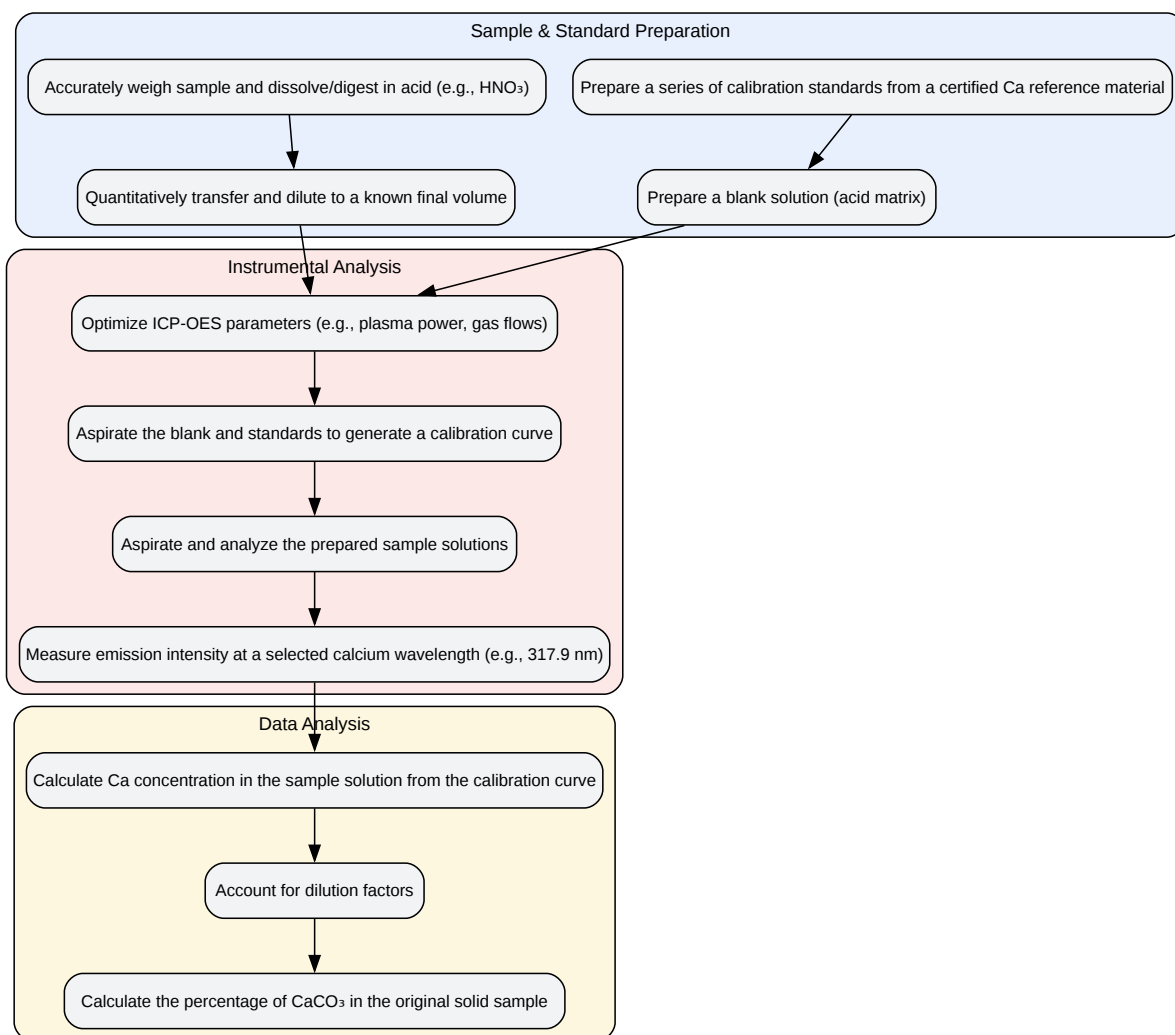 Sample & Standard Preparation
Accurately weigh sample and dissolve/digest in acid (e.g., HNO₃)
Prepare a series of calibration standards from a certified Ca reference material
Quantitatively transfer and dilute to a known final volume
Prepare a blank solution (acid matrix)
Instrumental Analysis
Optimize ICP-OES parameters (e.g., plasma power, gas flows)
Aspirate the blank and standards to generate a calibration curve
Aspirate and analyze the prepared sample solutions
Measure emission intensity at a selected calcium wavelength (e.g., 317.9 nm)
Data Analysis
Calculate Ca concentration in the sample solution from the calibration curve
Account for dilution factors
Calculate the percentage of CaCO₃ in the original solid sample